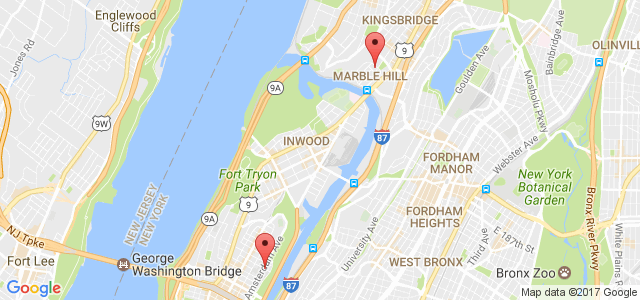 Englewood
Cliffs
Jones Rd
9W
NEW JERSEY
NEW YORK
NJ Tpke
Fort Lee
George
Washington Bridge
Google
9A
9A
9
Fort Tryon
Park
INWOOD
Amsterdam Ave
87
KINGSBRIDGE
9
MARBLE HILL
87
Goulden Ave
Bainbridge Ave
OLINVILL
Mosholu Pkwy
Webster Ave
FORDHAM
MANOR
FORDHAM
HEIGHTS
University Ave
WEST BRONX
Third Ave
E 187th St
New York
Botanical
Garden
Bronx River Pkwy
White Plains R
Bronx Zoo
Map data ©2017 Google